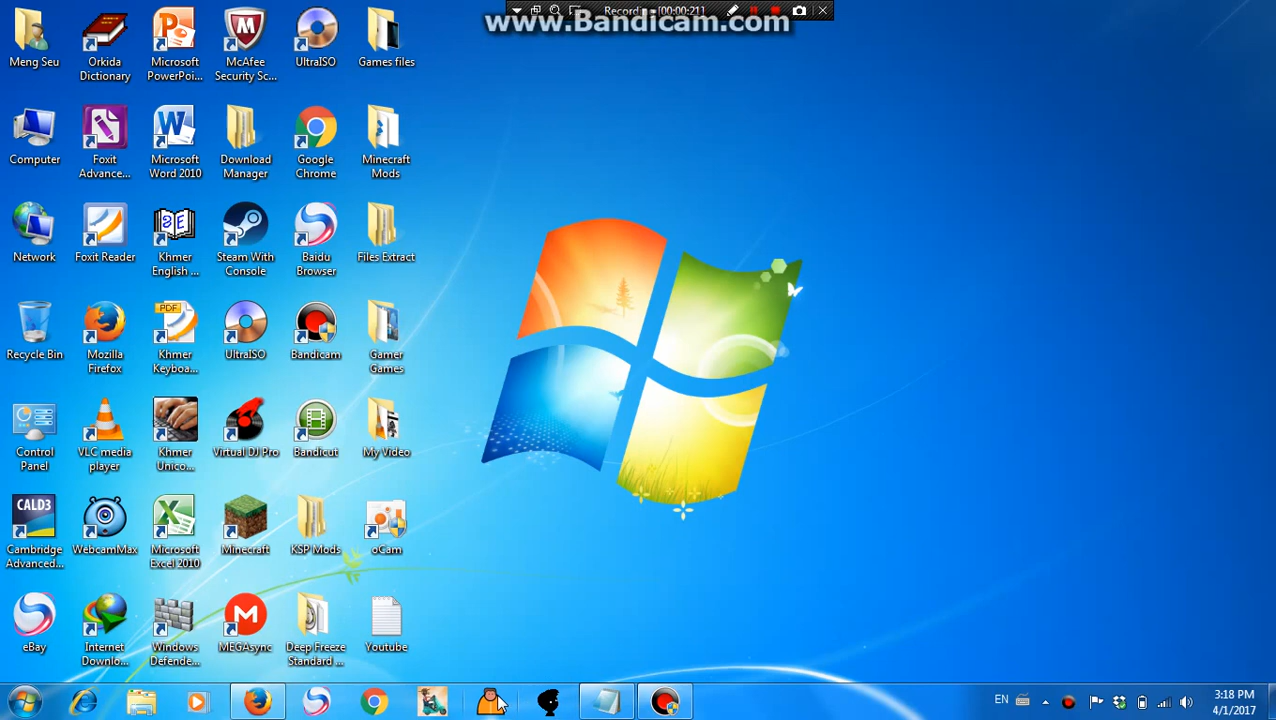 Recording [00:00:21]
www.Bandicam.com
Meng Seu
Orkida
Dictionary
Microsoft
PowerPoi...
McAfee
Security Sc...
UltraISO
Games files
Computer
Foxit
Advance...
Microsoft
Word 2010
Download
Manager
Google
Chrome
Minecraft
Mods
Network
Foxit Reader
Khmer
English ...
Steam With
Console
Baidu
Browser
Files Extract
Recycle Bin
Mozilla
Firefox
PDF
Khmer
Keyboa...
UltraISO
Bandicam
Gamer
Games
Control
Panel
VLC media
player
Khmer
Unico...
Virtual DJ Pro
Bandicut
My Video
CALD3
Cambridge
Advanced...
WebcamMax
Microsoft
Excel 2010
Minecraft
KSP Mods
oCam
eBay
Internet
Downlo...
Windows
Defende...
MEGAsync
Deep Freeze
Standard ...
Youtube
EN
3:18 PM
4/1/2017